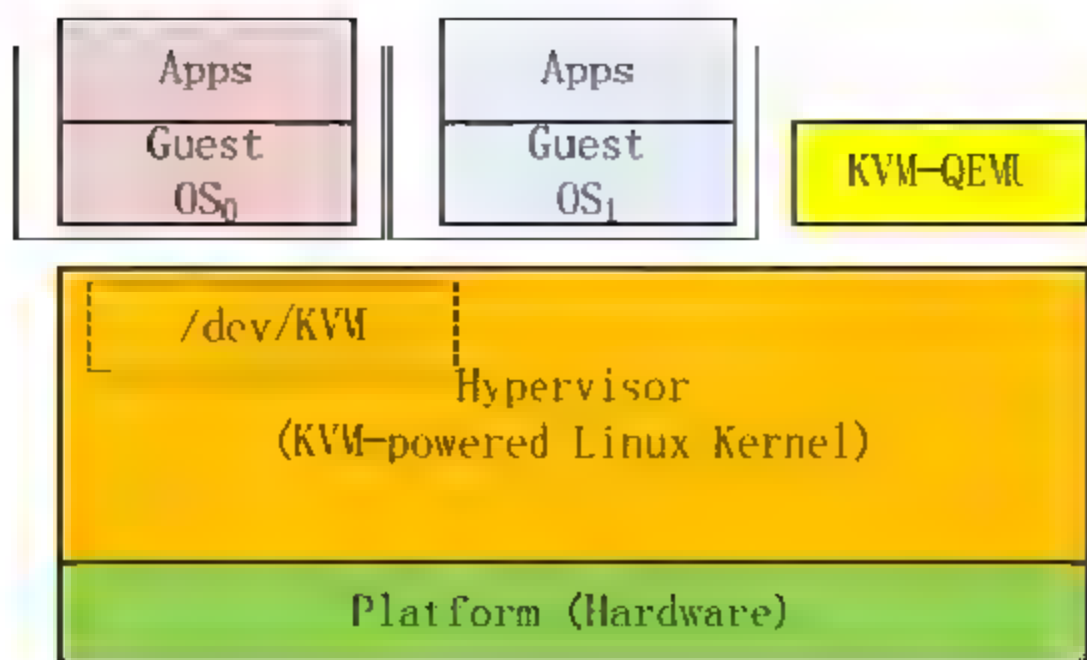 Apps
Guest
OS₀
Apps
Guest
OS₁
KVM-QEMU
/dev/KVM
Hypervisor
(KVM-powered Linux Kernel)
Platform (Hardware)